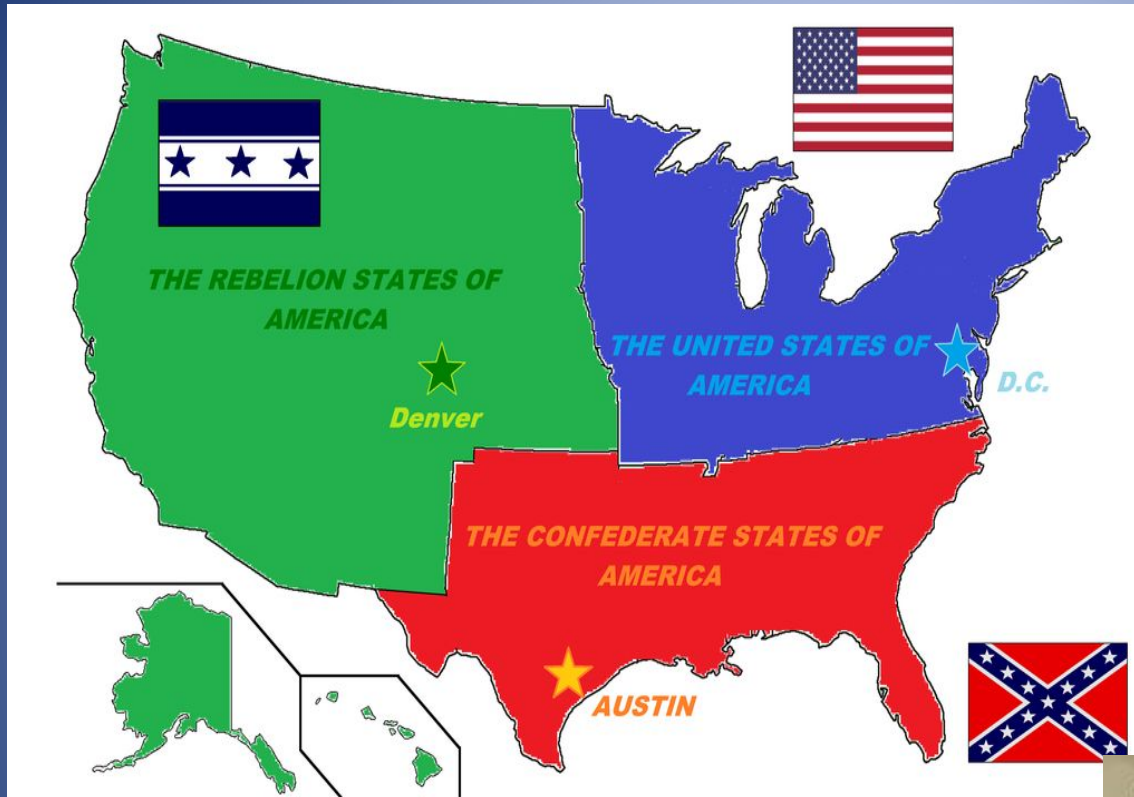 THE REBELION STATES OF
AMERICA
Denver
THE UNITED STATES OF
AMERICA
D.C.
THE CONFEDERATE STATES OF
AMERICA
AUSTIN